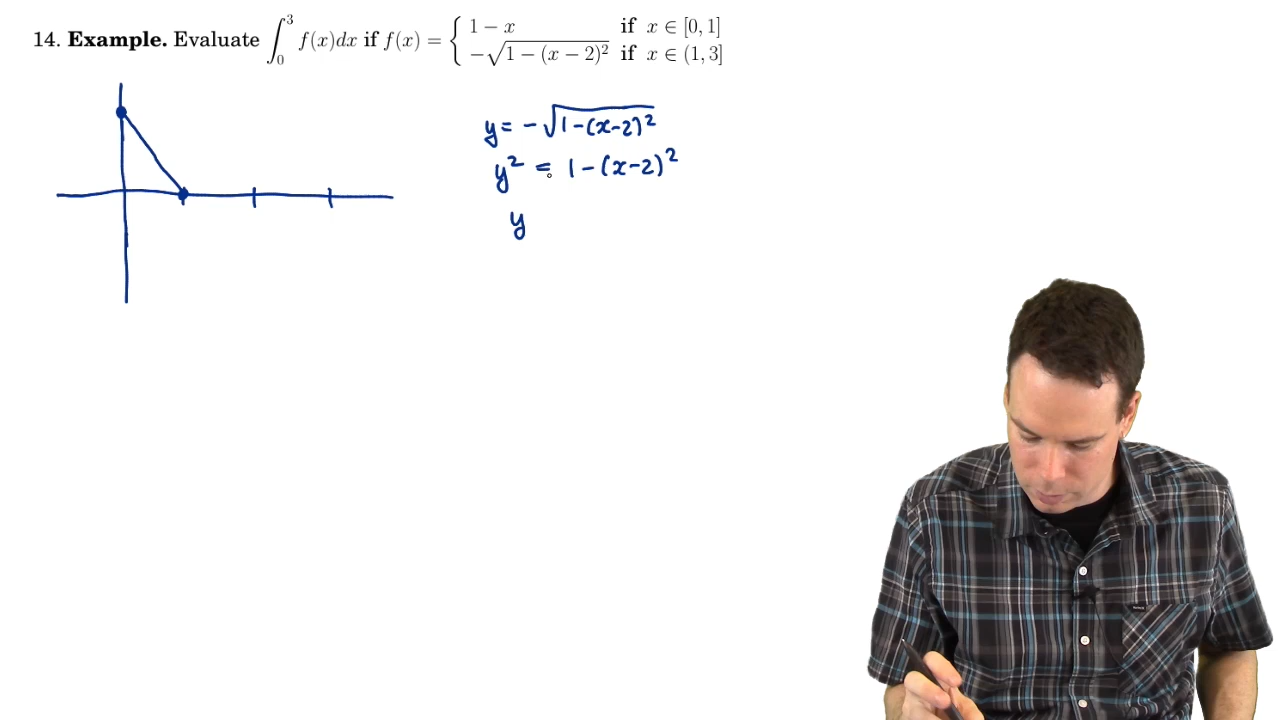 14. Example. Evaluate ∫₀³ f(x)dx if f(x) = { 1 − x if x ∈ [0, 1]
−√(1 − (x − 2)²) if x ∈ (1, 3]
y = −√(1−(x−2)²)
y² = 1−(x−2)²
y